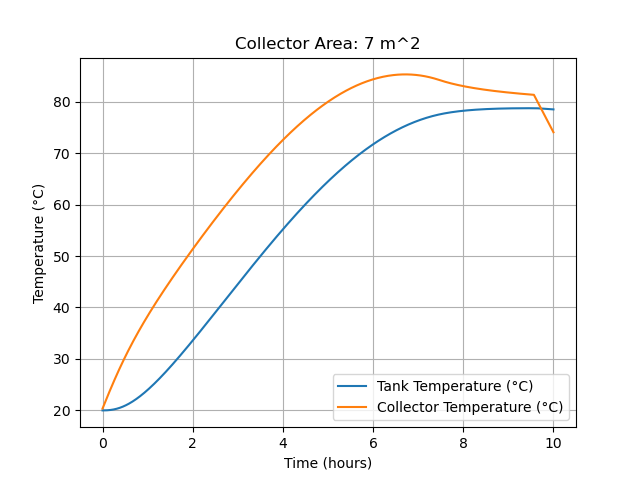 Collector Area: 7 m^2
80
70
60
50
40
30
20
Temperature (°C)
Tank Temperature (°C)
Collector Temperature (°C)
0 2 4 6 8 10
Time (hours)